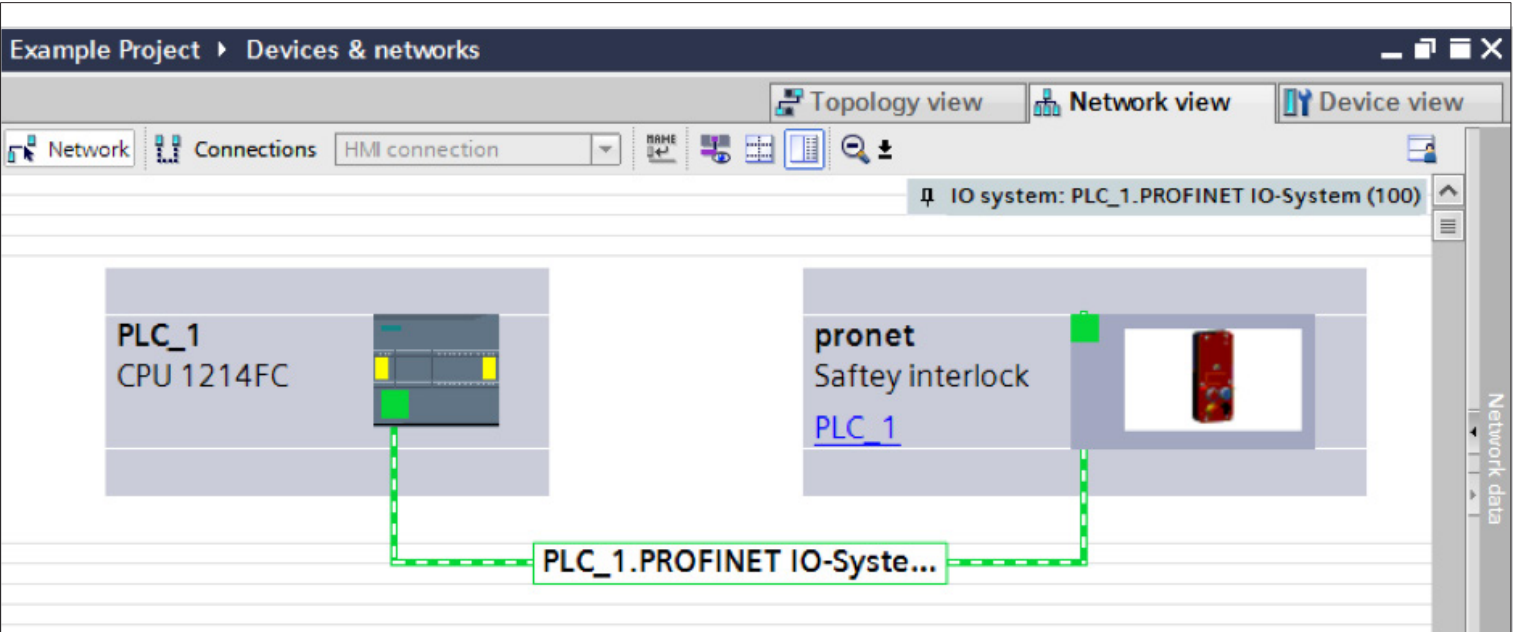 Example Project ▸ Devices & networks
Topology view
Network view
Device view
Network
Connections
HMI connection
NAME
IO system: PLC_1.PROFINET IO-System (100)
PLC_1
CPU 1214FC
pronet
Saftey interlock
PLC_1
PLC_1.PROFINET IO-Syste...
Network data